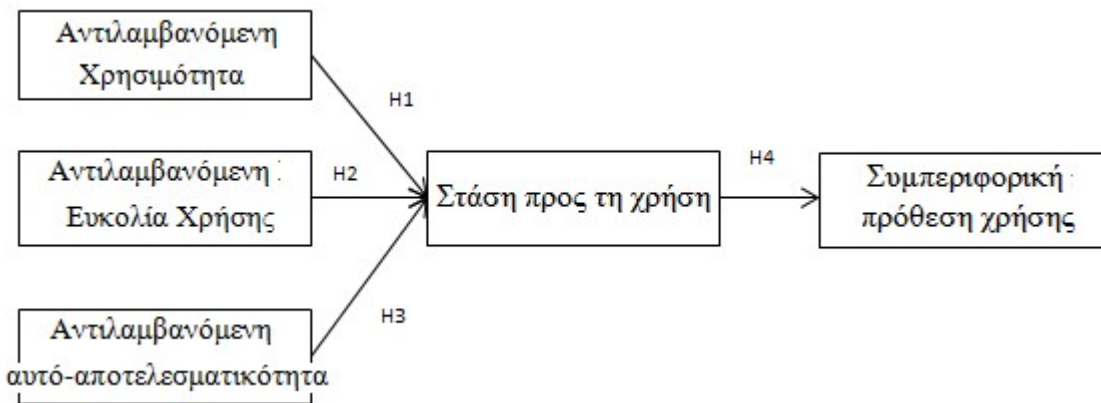 Αντιλαμβανόμενη
Χρησιμότητα
H1
Αντιλαμβανόμενη :
Ευκολία Χρήσης
H2
Στάση προς τη χρήση
H4
Συμπεριφορική :
πρόθεση χρήσης
H3
Αντιλαμβανόμενη
αυτό-αποτελεσματικότητα